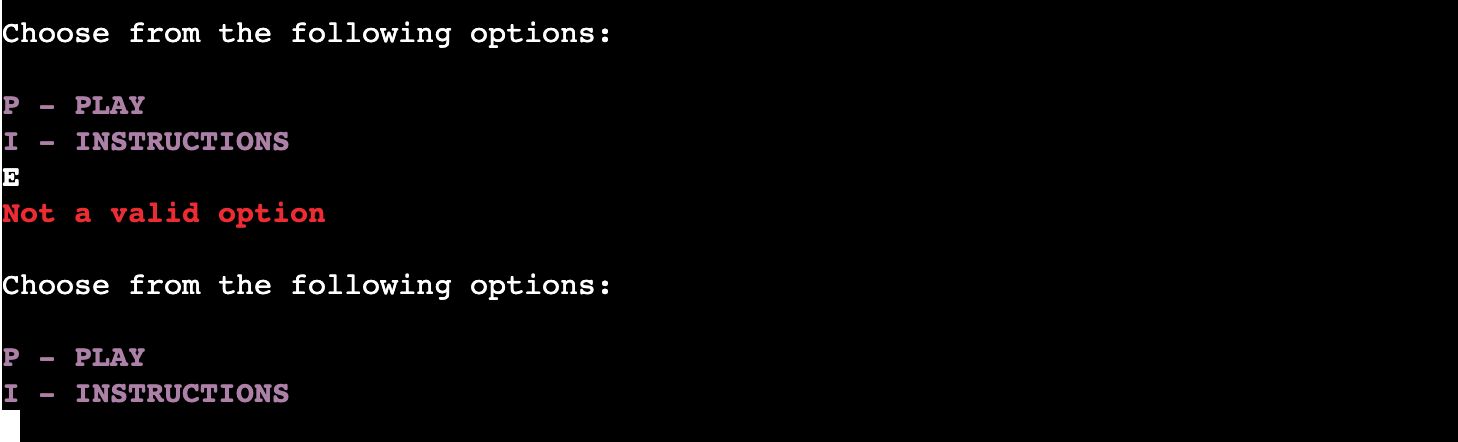 Choose from the following options:
P - PLAY
I - INSTRUCTIONS
E
Not a valid option
Choose from the following options:
P - PLAY
I - INSTRUCTIONS